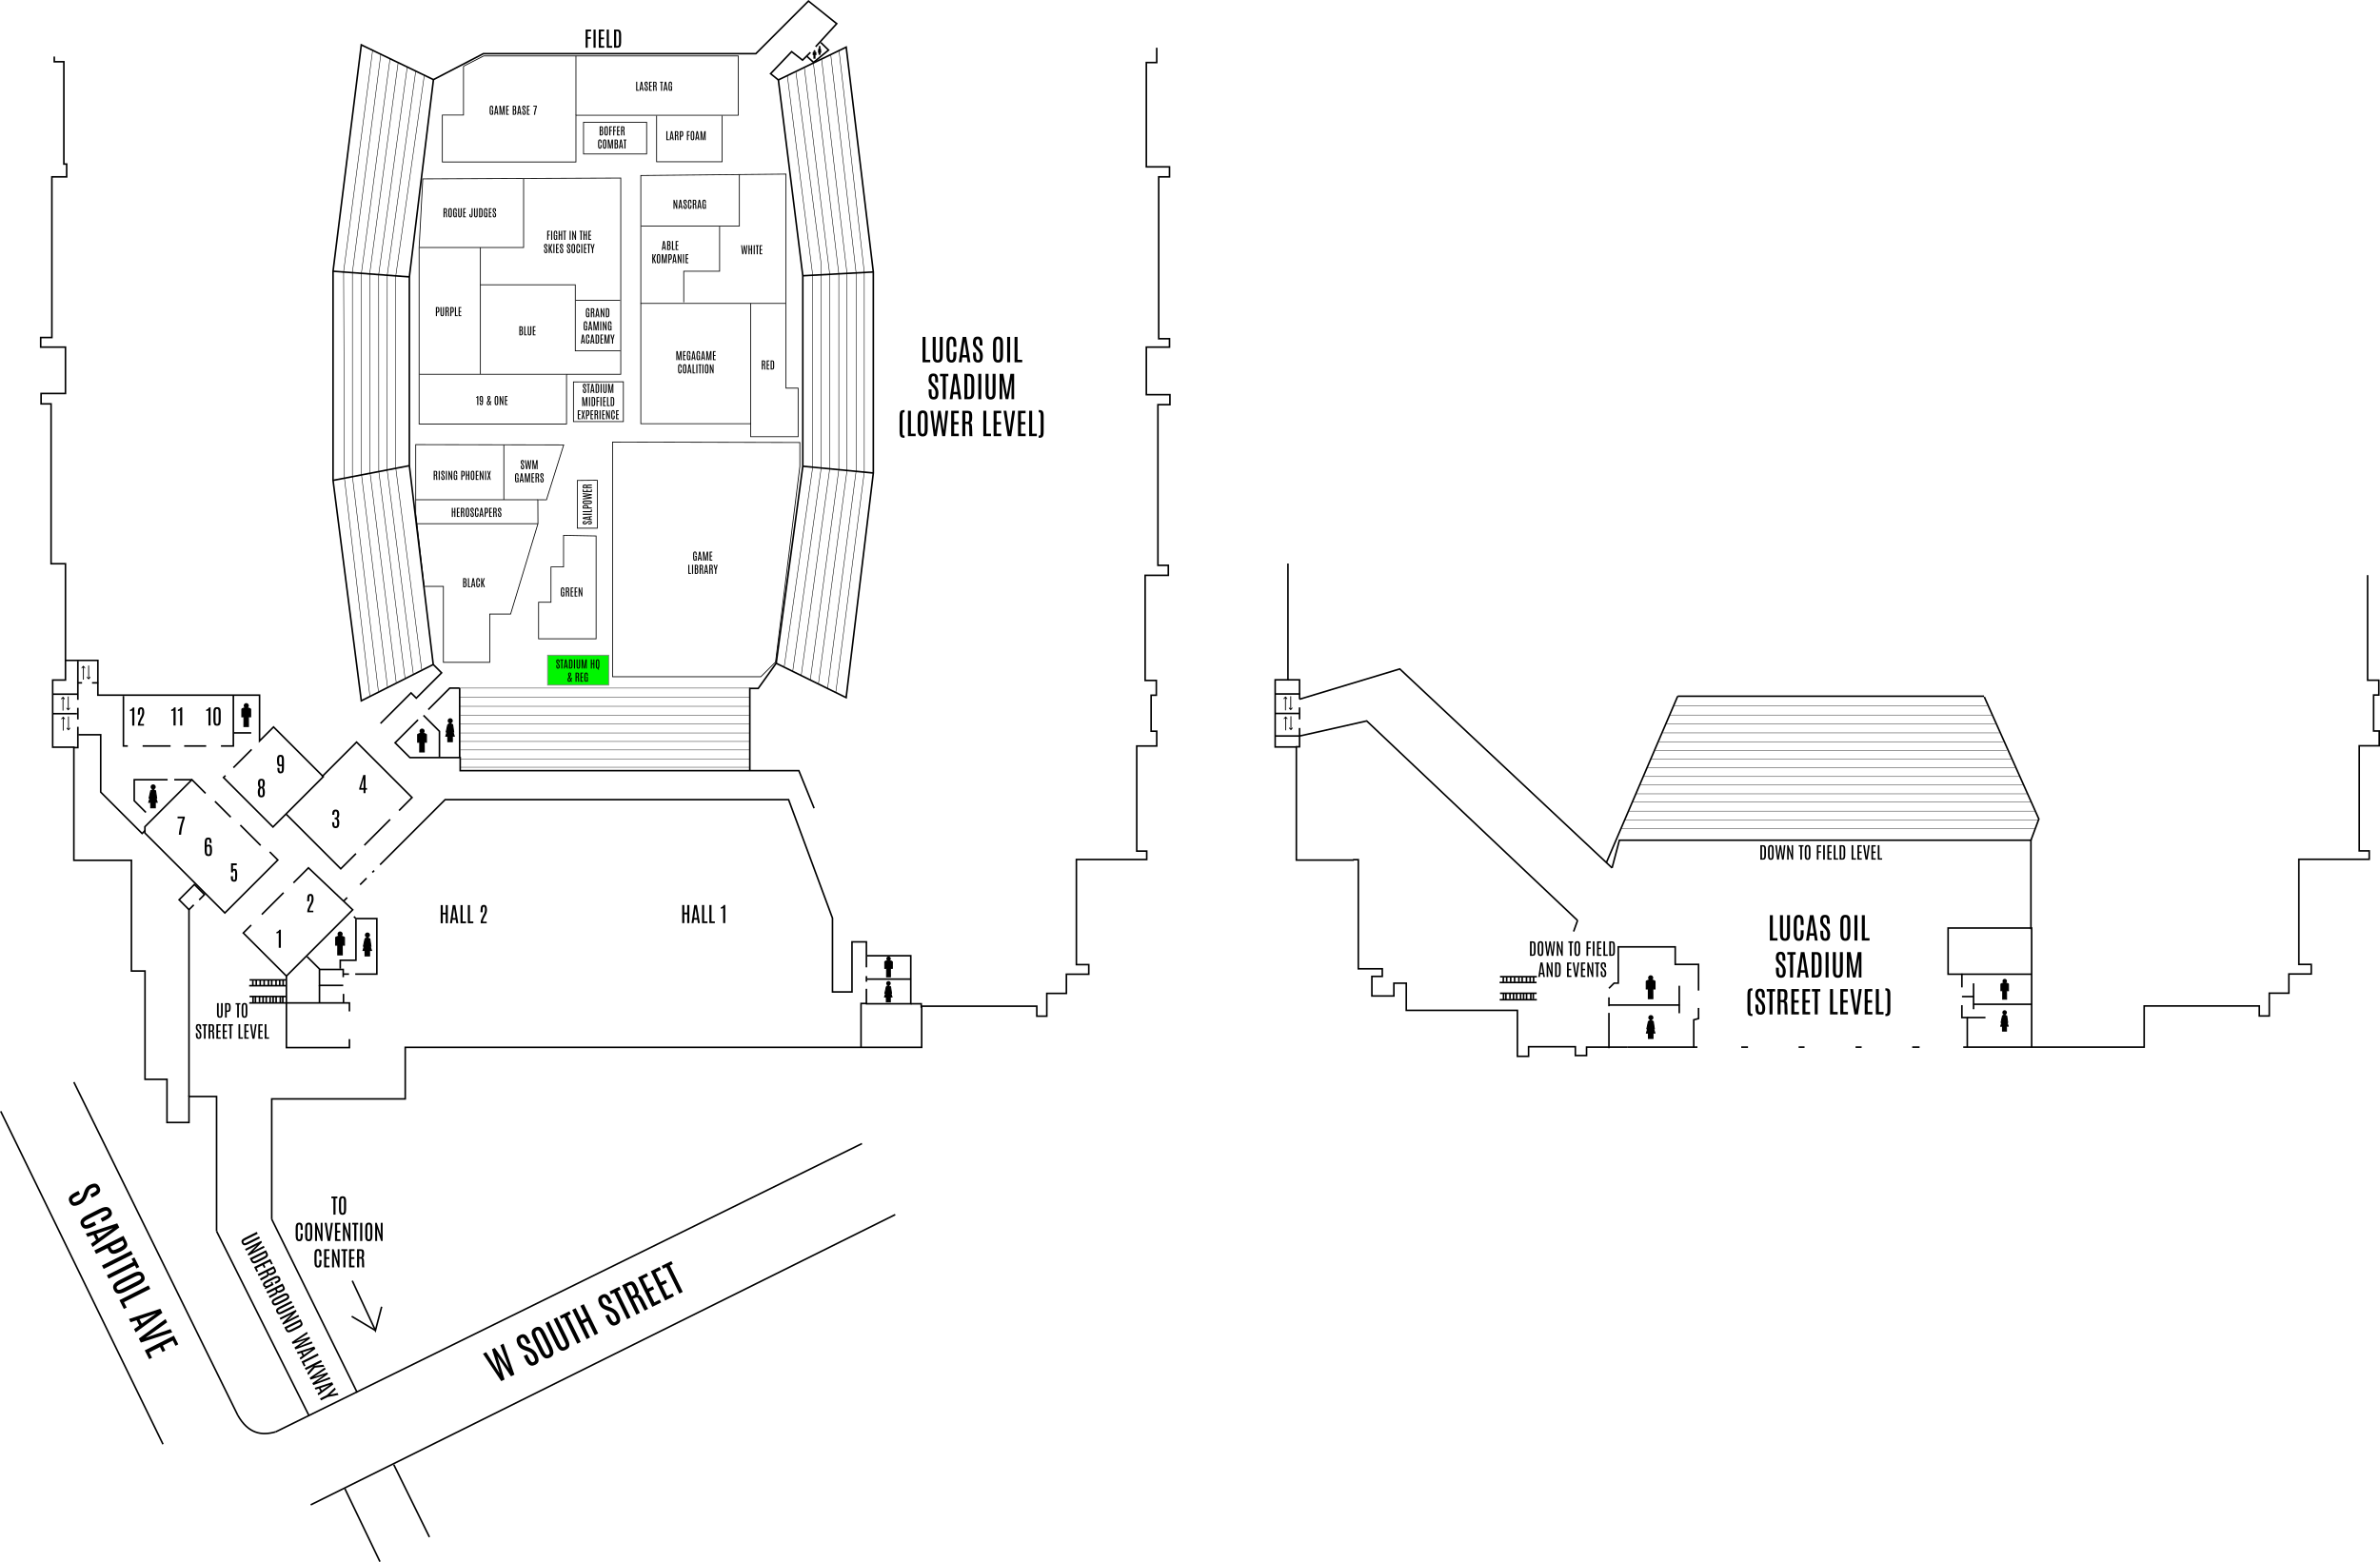 FIELD
LASER TAG
GAME BASE 7
BOFFER
COMBAT
LARP FOAM
NASCRAG
ROGUE JUDGES
FIGHT IN THE
SKIES SOCIETY
ABLE
KOMPANIE
WHITE
PURPLE
BLUE
GRAND
GAMING
ACADEMY
MEGAGAME
COALITION
RED
19 & ONE
STADIUM
MIDFIELD
EXPERIENCE
LUCAS OIL
STADIUM
(LOWER LEVEL)
RISING PHOENIX
SWM
GAMERS
HEROSCAPERS
SAILPOWER
BLACK
GREEN
GAME
LIBRARY
STADIUM HQ
& REG
12 11 10
9
8
4
3
7
6
5
2
1
HALL 2
HALL 1
UP TO
STREET LEVEL
DOWN TO FIELD LEVEL
DOWN TO FIELD
AND EVENTS
LUCAS OIL
STADIUM
(STREET LEVEL)
S CAPITOL AVE
UNDERGROUND WALKWAY
TO
CONVENTION
CENTER
W SOUTH STREET